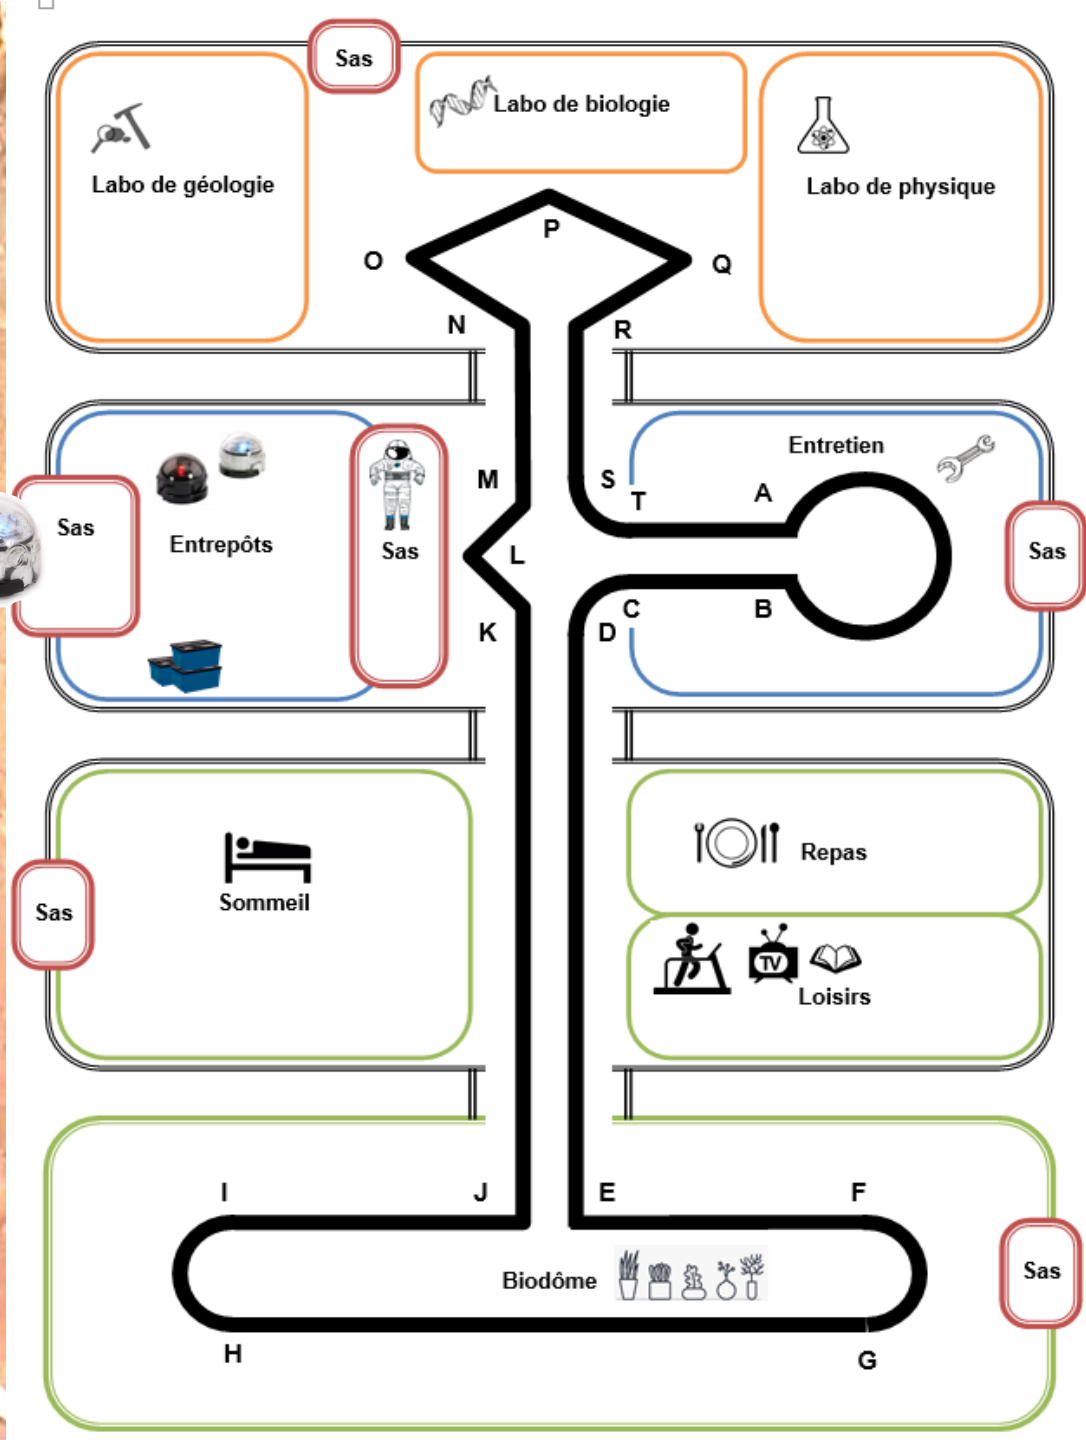 Sas
Labo de biologie
Labo de géologie
Labo de physique
P
O
Q
N
R
Entretien
M
S
A
T
Sas
Entrepôts
Sas
L
Sas
K
D
C
B
Repas
Sommeil
Sas
TV
Loisirs
I
J
E
F
Biodôme
Sas
H
G